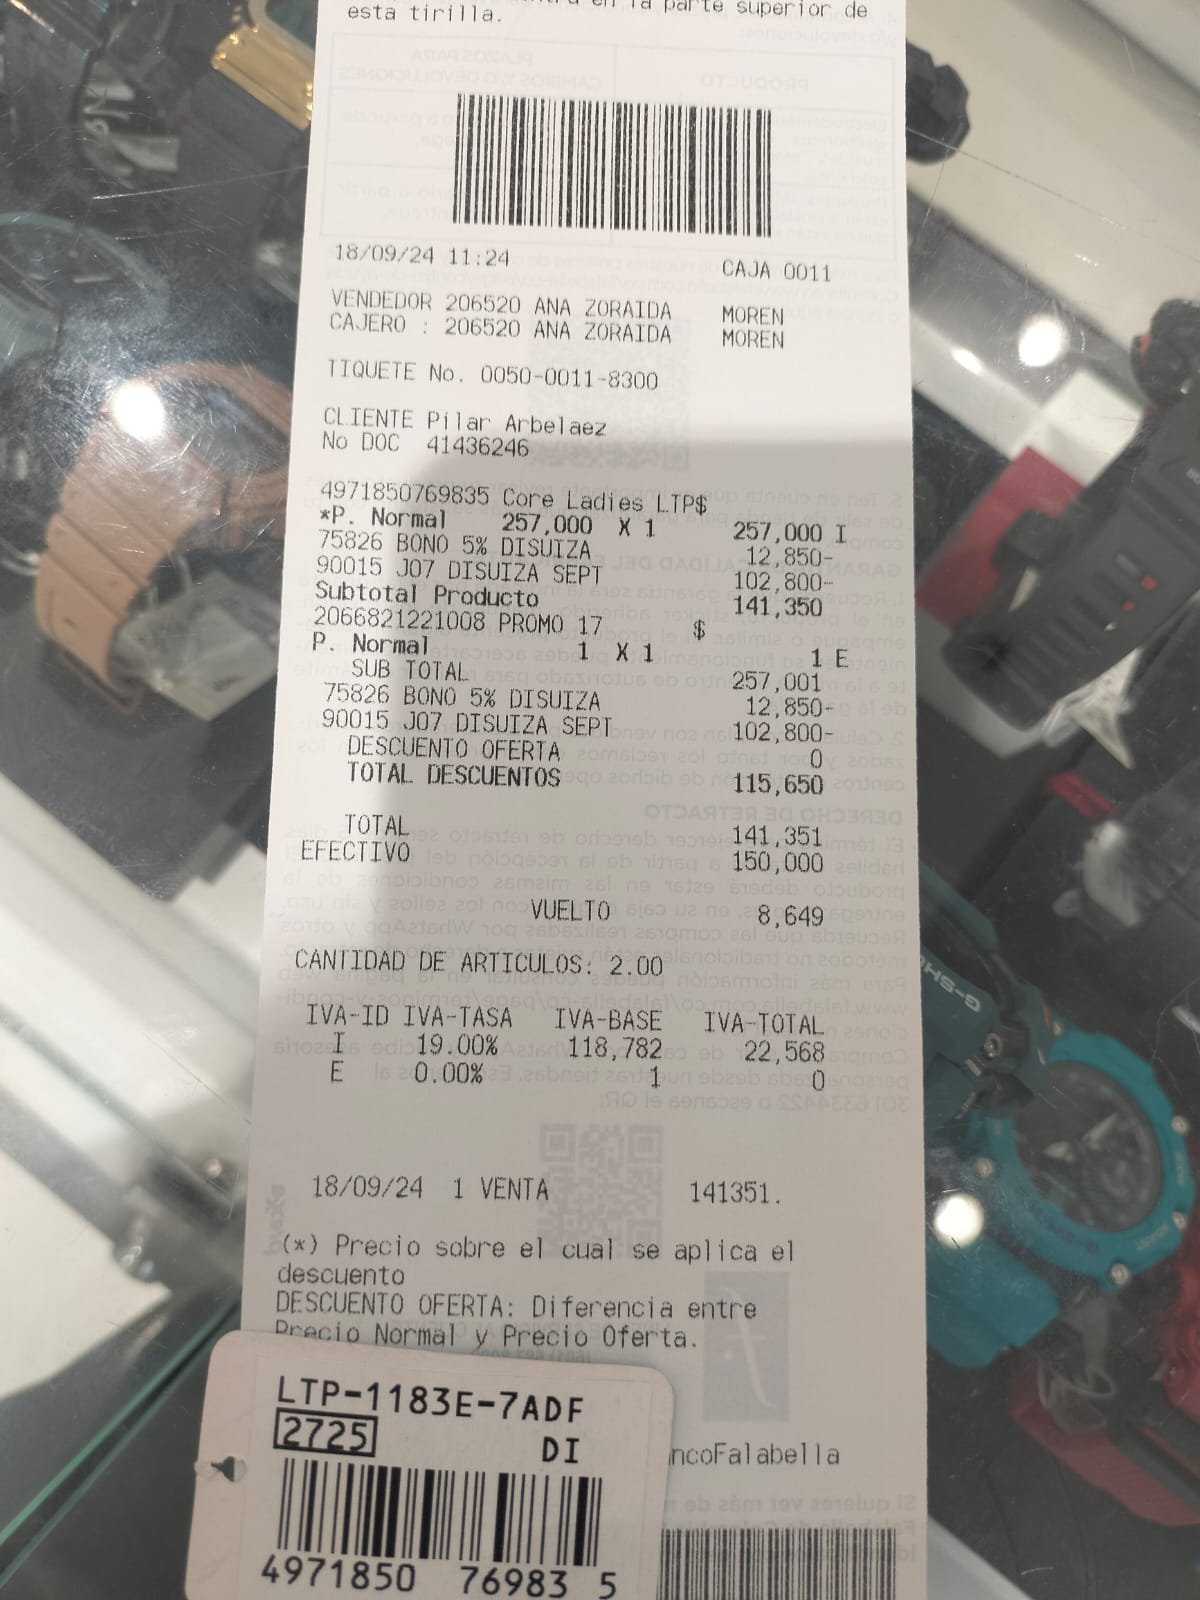 en la parte superior de
esta tirilla.
18/09/24 11:24 CAJA 0011
VENDEDOR 206520 ANA ZORAIDA MOREN
CAJERO : 206520 ANA ZORAIDA MOREN
TIQUETE No. 0050-0011-8300
CLIENTE Pilar Arbelaez
No DOC 41436246
4971850769835 Core Ladies LTP$
*P. Normal 257,000 X 1 257,000 I
75826 BONO 5% DISUIZA 12,850-
90015 J07 DISUIZA SEPT 102,800-
Subtotal Producto 141,350
2066821221008 PROMO 17 $
P. Normal 1 X 1 1 E
SUB TOTAL 257,001
75826 BONO 5% DISUIZA 12,850-
90015 J07 DISUIZA SEPT 102,800-
DESCUENTO OFERTA 0
TOTAL DESCUENTOS 115,650
TOTAL 141,351
EFECTIVO 150,000
VUELTO 8,649
CANTIDAD DE ARTICULOS: 2.00
IVA-ID IVA-TASA IVA-BASE IVA-TOTAL
I 19.00% 118,782 22,568
E 0.00% 1 0
18/09/24 1 VENTA 141351.
(*) Precio sobre el cual se aplica el
descuento
DESCUENTO OFERTA: Diferencia entre
Precio Normal y Precio Oferta.
ncoFalabella
LTP-1183E-7ADF
2725 DI
4971850 76983 5
G-SHO